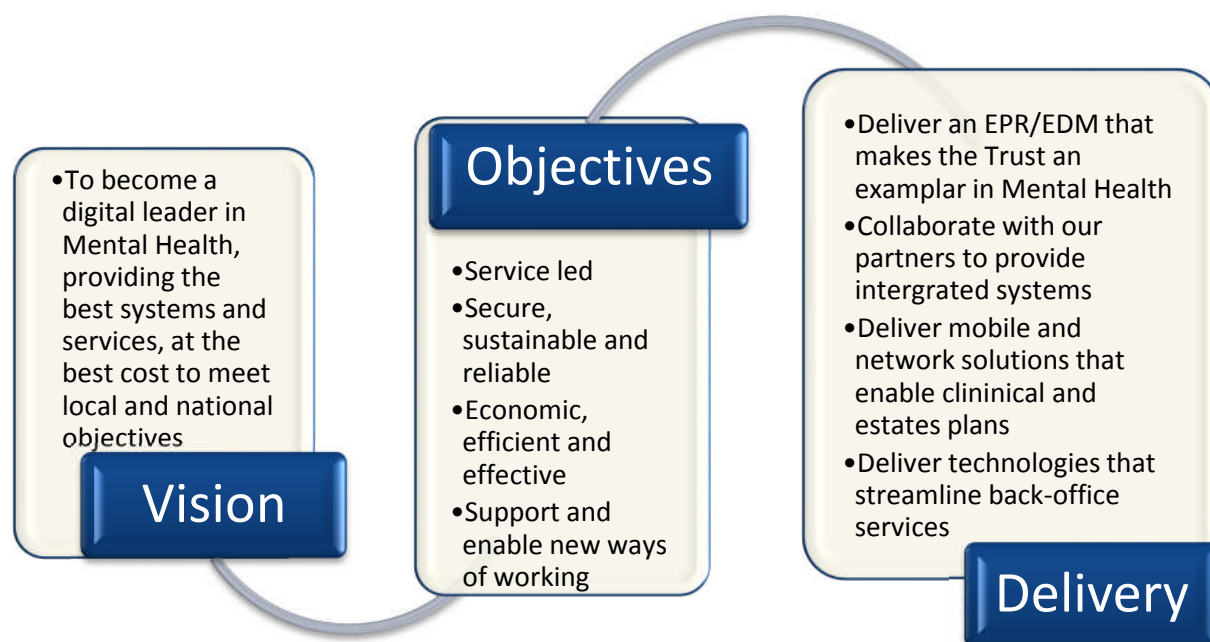 •To become a
digital leader in
Mental Health,
providing the
best systems and
services, at the
best cost to meet
local and national
objectives
Vision
Objectives
•Service led
•Secure,
sustainable and
reliable
•Economic,
efficient and
effective
•Support and
enable new ways
of working
•Deliver an EPR/EDM that
makes the Trust an
examplar in Mental Health
•Collaborate with our
partners to provide
intergrated systems
•Deliver mobile and
network solutions that
enable clininical and
estates plans
•Deliver technologies that
streamline back-office
services
Delivery